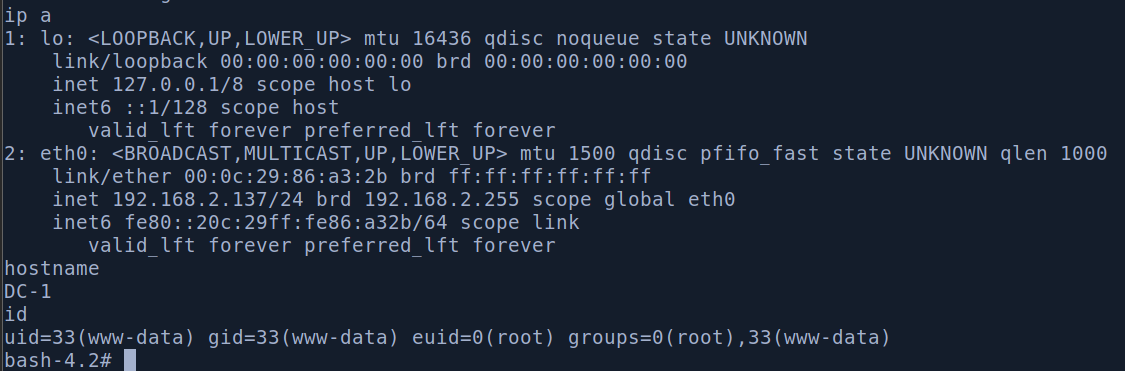 ip a
1: lo: <LOOPBACK,UP,LOWER_UP> mtu 16436 qdisc noqueue state UNKNOWN
    link/loopback 00:00:00:00:00:00 brd 00:00:00:00:00:00
    inet 127.0.0.1/8 scope host lo
    inet6 ::1/128 scope host
       valid_lft forever preferred_lft forever
2: eth0: <BROADCAST,MULTICAST,UP,LOWER_UP> mtu 1500 qdisc pfifo_fast state UNKNOWN qlen 1000
    link/ether 00:0c:29:86:a3:2b brd ff:ff:ff:ff:ff:ff
    inet 192.168.2.137/24 brd 192.168.2.255 scope global eth0
    inet6 fe80::20c:29ff:fe86:a32b/64 scope link
       valid_lft forever preferred_lft forever
hostname
DC-1
id
uid=33(www-data) gid=33(www-data) euid=0(root) groups=0(root),33(www-data)
bash-4.2#